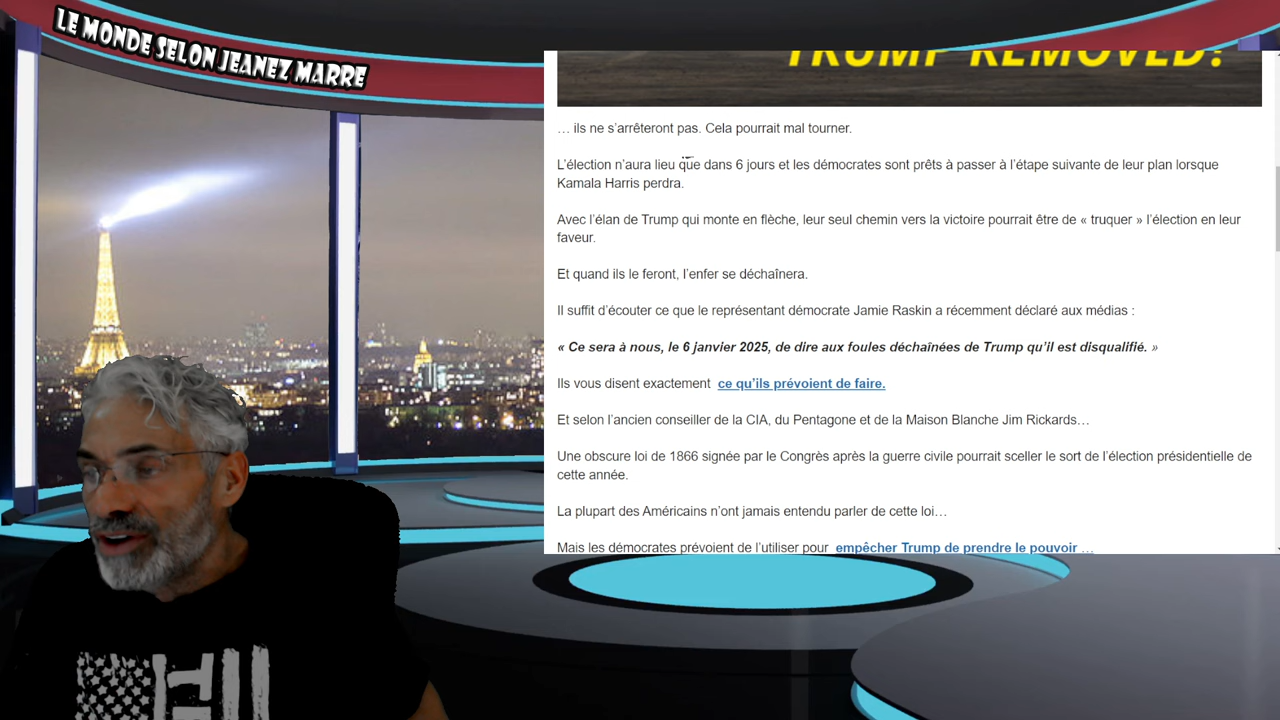 LE MONDE SELON JEANEZ MARRE
TRUMP REMOVED?
… ils ne s'arrêteront pas. Cela pourrait mal tourner.
L'élection n'aura lieu que dans 6 jours et les démocrates sont prêts à passer à l'étape suivante de leur plan lorsque
Kamala Harris perdra.
Avec l'élan de Trump qui monte en flèche, leur seul chemin vers la victoire pourrait être de « truquer » l'élection en leur
faveur.
Et quand ils le feront, l'enfer se déchaînera.
Il suffit d'écouter ce que le représentant démocrate Jamie Raskin a récemment déclaré aux médias :
« Ce sera à nous, le 6 janvier 2025, de dire aux foules déchaînées de Trump qu'il est disqualifié. »
Ils vous disent exactement ce qu'ils prévoient de faire.
Et selon l'ancien conseiller de la CIA, du Pentagone et de la Maison Blanche Jim Rickards…
Une obscure loi de 1866 signée par le Congrès après la guerre civile pourrait sceller le sort de l'élection présidentielle de
cette année.
La plupart des Américains n'ont jamais entendu parler de cette loi…
Mais les démocrates prévoient de l'utiliser pour empêcher Trump de prendre le pouvoir …